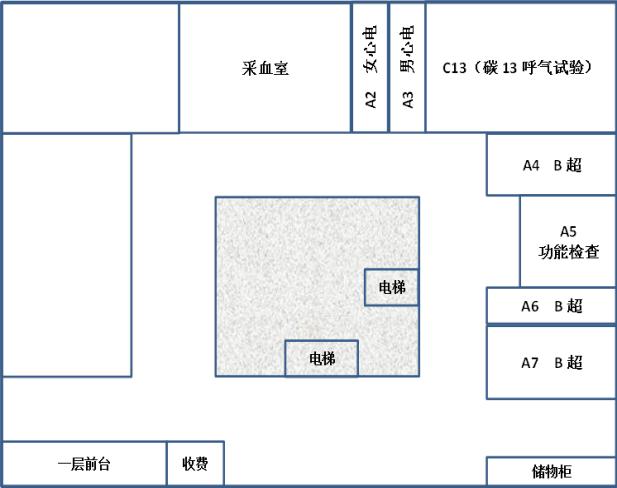 采血室
A2 女心电
A3 男心电
C13（碳 13 呼气试验）
A4 B 超
A5
功能检查
电梯
A6 B 超
电梯
A7 B 超
一层前台
收费
储物柜